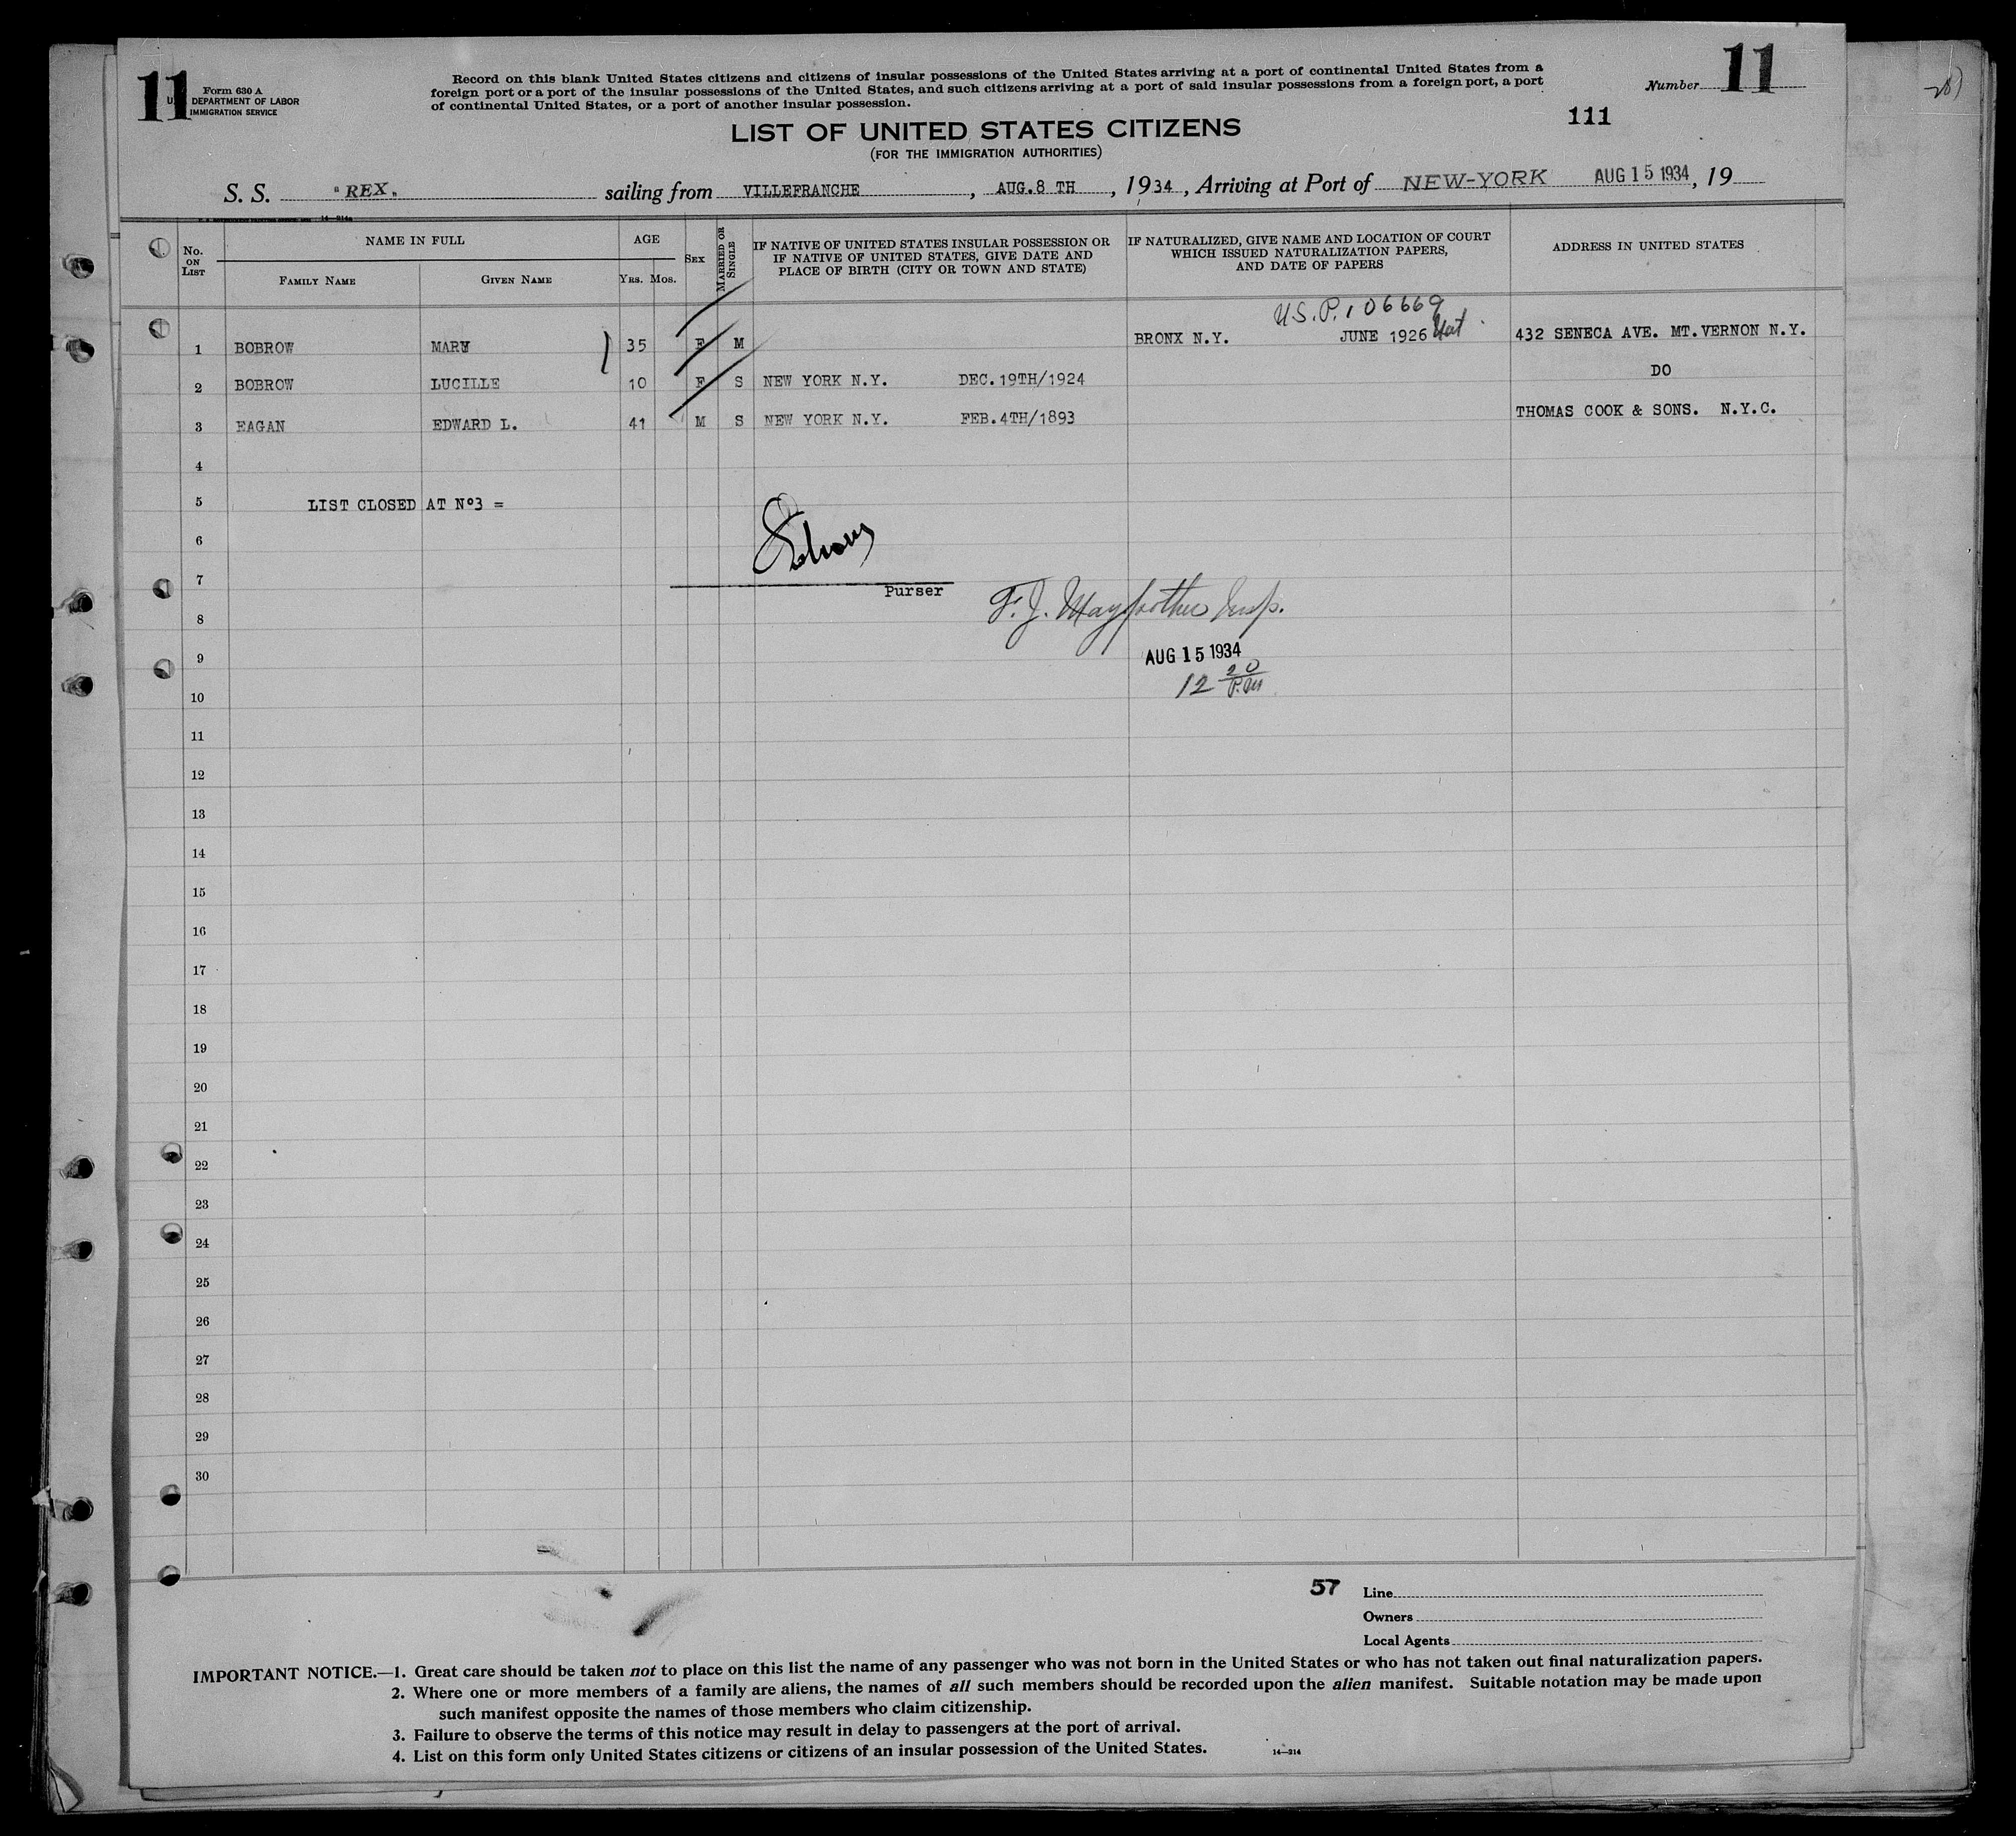 11
Form 630 A
U. S. DEPARTMENT OF LABOR
IMMIGRATION SERVICE
Record on this blank United States citizens and citizens of insular possessions of the United States arriving at a port of continental United States from a
foreign port or a port of the insular possessions of the United States, and such citizens arriving at a port of said insular possessions from a foreign port, a port
of continental United States, or a port of another insular possession.
Number 11
111
LIST OF UNITED STATES CITIZENS
(FOR THE IMMIGRATION AUTHORITIES)
S. S. "REX" sailing from VILLEFRANCHE, AUG.8 TH, 1934, Arriving at Port of NEW-YORK AUG 15 1934, 19
14—214a
No. ON LIST
NAME IN FULL
FAMILY NAME GIVEN NAME
AGE
YRS. MOS.
SEX
MARRIED OR SINGLE
IF NATIVE OF UNITED STATES INSULAR POSSESSION OR
IF NATIVE OF UNITED STATES, GIVE DATE AND
PLACE OF BIRTH (CITY OR TOWN AND STATE)
IF NATURALIZED, GIVE NAME AND LOCATION OF COURT
WHICH ISSUED NATURALIZATION PAPERS,
AND DATE OF PAPERS
ADDRESS IN UNITED STATES
U.S.P. 106669
1 BOBROW MARY 35 F M BRONX N.Y. JUNE 1926 432 SENECA AVE. MT.VERNON N.Y.
2 BOBROW LUCILLE 10 F S NEW YORK N.Y. DEC.19TH/1924 DO
3 EAGAN EDWARD L. 41 M S NEW YORK N.Y. FEB.4TH/1893 THOMAS COOK & SONS. N.Y.C.
4
5 LIST CLOSED AT Nº3 =
6
7
Purser
8 F. J. Insp.
9 AUG 15 1934
10 12 20 P.M
11
12
13
14
15
16
17
18
19
20
21
22
23
24
25
26
27
28
29
30
57
Line
Owners
Local Agents
IMPORTANT NOTICE.—1. Great care should be taken not to place on this list the name of any passenger who was not born in the United States or who has not taken out final naturalization papers.
2. Where one or more members of a family are aliens, the names of all such members should be recorded upon the alien manifest. Suitable notation may be made upon
such manifest opposite the names of those members who claim citizenship.
3. Failure to observe the terms of this notice may result in delay to passengers at the port of arrival.
4. List on this form only United States citizens or citizens of an insular possession of the United States.
14—214